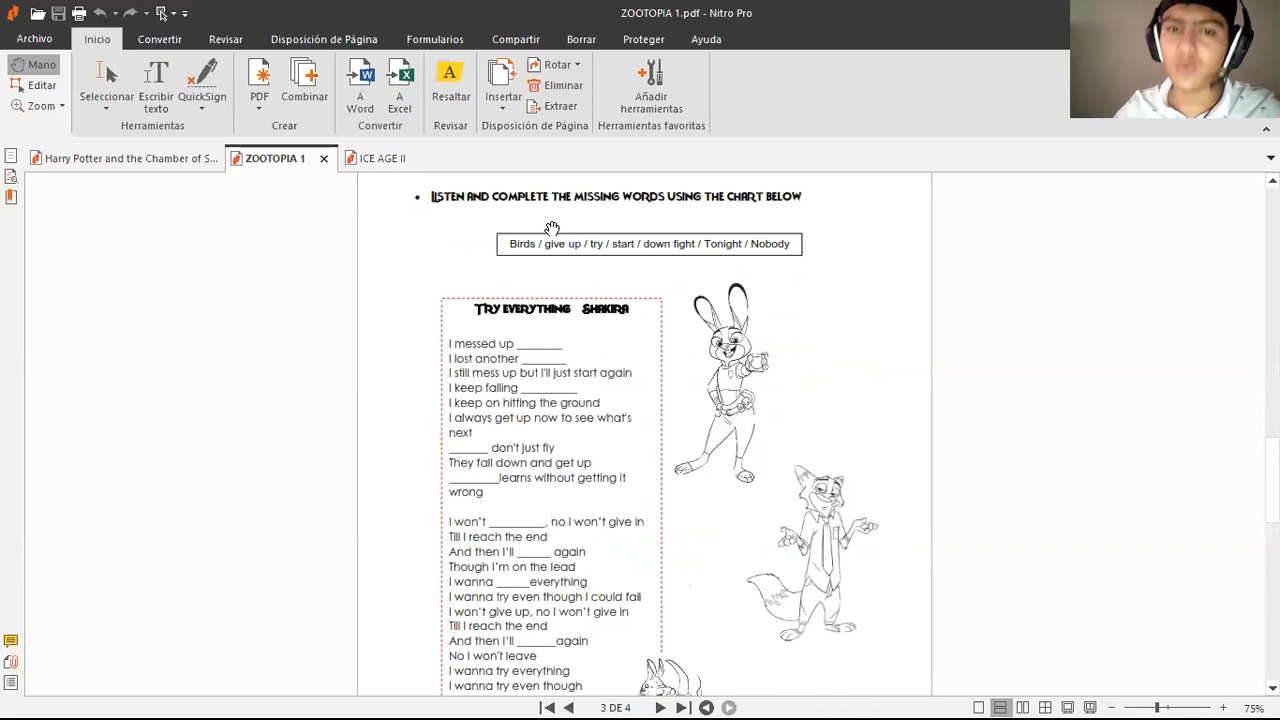 ZOOTOPIA 1.pdf - Nitro Pro
Archivo Inicio Convertir Revisar Disposición de Página Formularios Compartir Borrar Proteger Ayuda
Mano
Editar
Zoom
Seleccionar
Escribir texto
QuickSign
Herramientas
PDF
Combinar
Crear
A Word
A Excel
Convertir
Resaltar
Revisar
Insertar
Rotar
Eliminar
Extraer
Disposición de Página
Añadir herramientas
Herramientas favoritas
Harry Potter and the Chamber of S... ZOOTOPIA 1 ICE AGE II
• Listen and complete the missing words using the chart below
Birds / give up / try / start / down fight / Tonight / Nobody
Try everything Shakira
I messed up ________
I lost another ________
I still mess up but I'll just start again
I keep falling __________
I keep on hitting the ground
I always get up now to see what's
next
_______ don't just fly
They fall down and get up
_________learns without getting it
wrong
I won't __________, no I won't give in
Till I reach the end
And then I'll ______ again
Though I'm on the lead
I wanna ______everything
I wanna try even though I could fail
I won't give up, no I won't give in
Till I reach the end
And then I'll _______again
No I won't leave
I wanna try everything
I wanna try even though
3 DE 4
75%